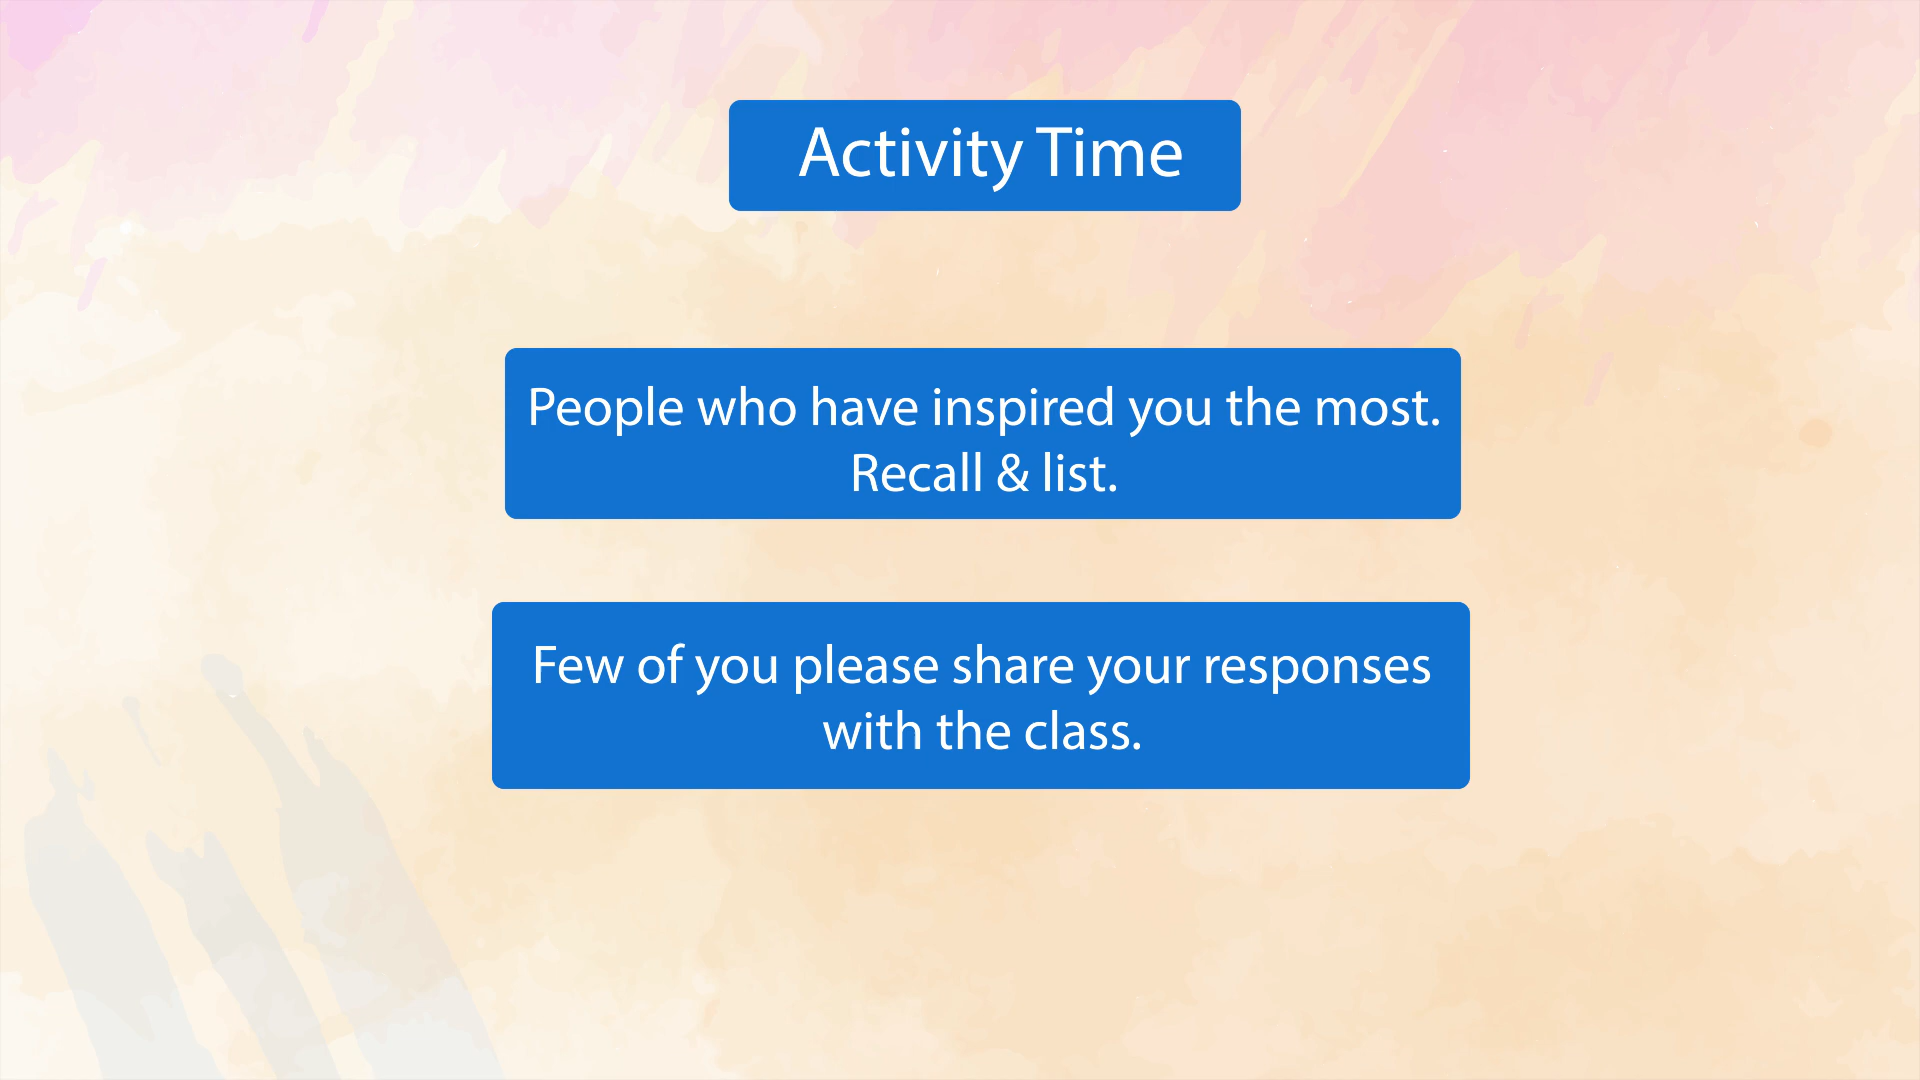 Activity Time
People who have inspired you the most.
Recall & list.
Few of you please share your responses
with the class.